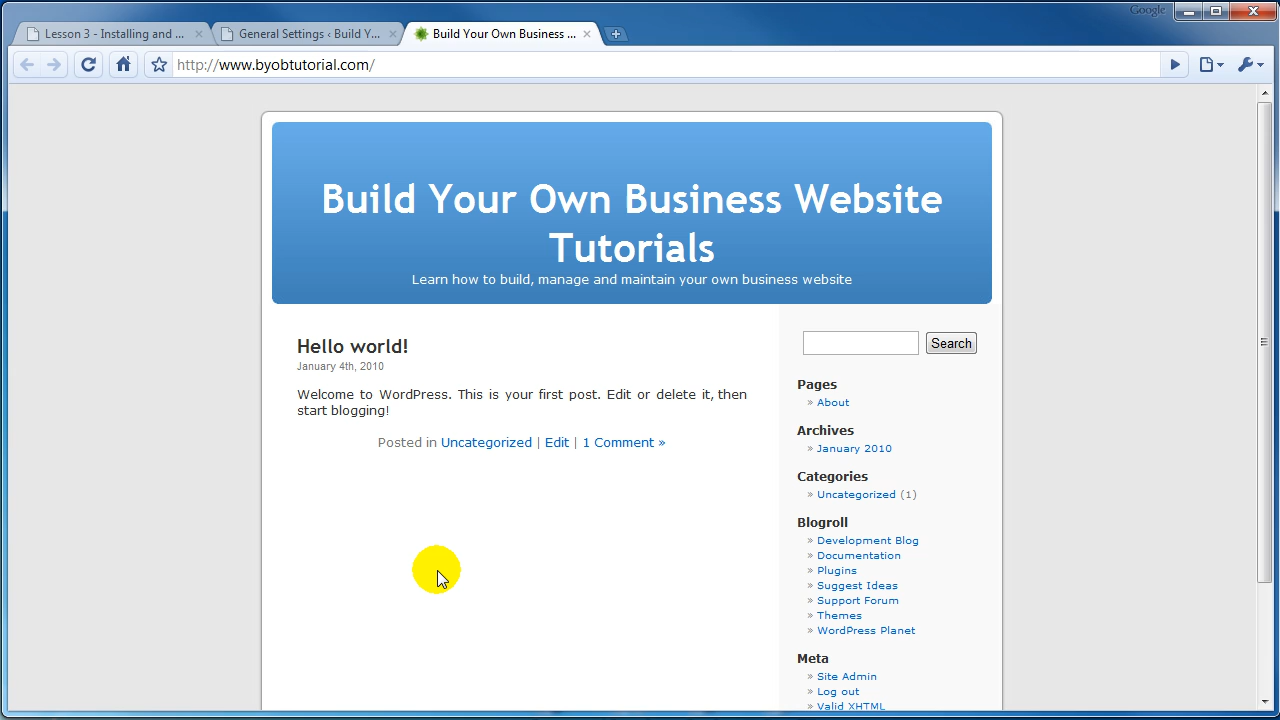 Google
Lesson 3 - Installing and ...
General Settings ‹ Build Y...
Build Your Own Business ...
http://www.byobtutorial.com/
Build Your Own Business Website
Tutorials
Learn how to build, manage and maintain your own business website
Hello world!
January 4th, 2010
Welcome to WordPress. This is your first post. Edit or delete it, then
start blogging!
Posted in Uncategorized | Edit | 1 Comment »
Search
Pages
» About
Archives
» January 2010
Categories
» Uncategorized (1)
Blogroll
» Development Blog
» Documentation
» Plugins
» Suggest Ideas
» Support Forum
» Themes
» WordPress Planet
Meta
» Site Admin
» Log out
» Valid XHTML